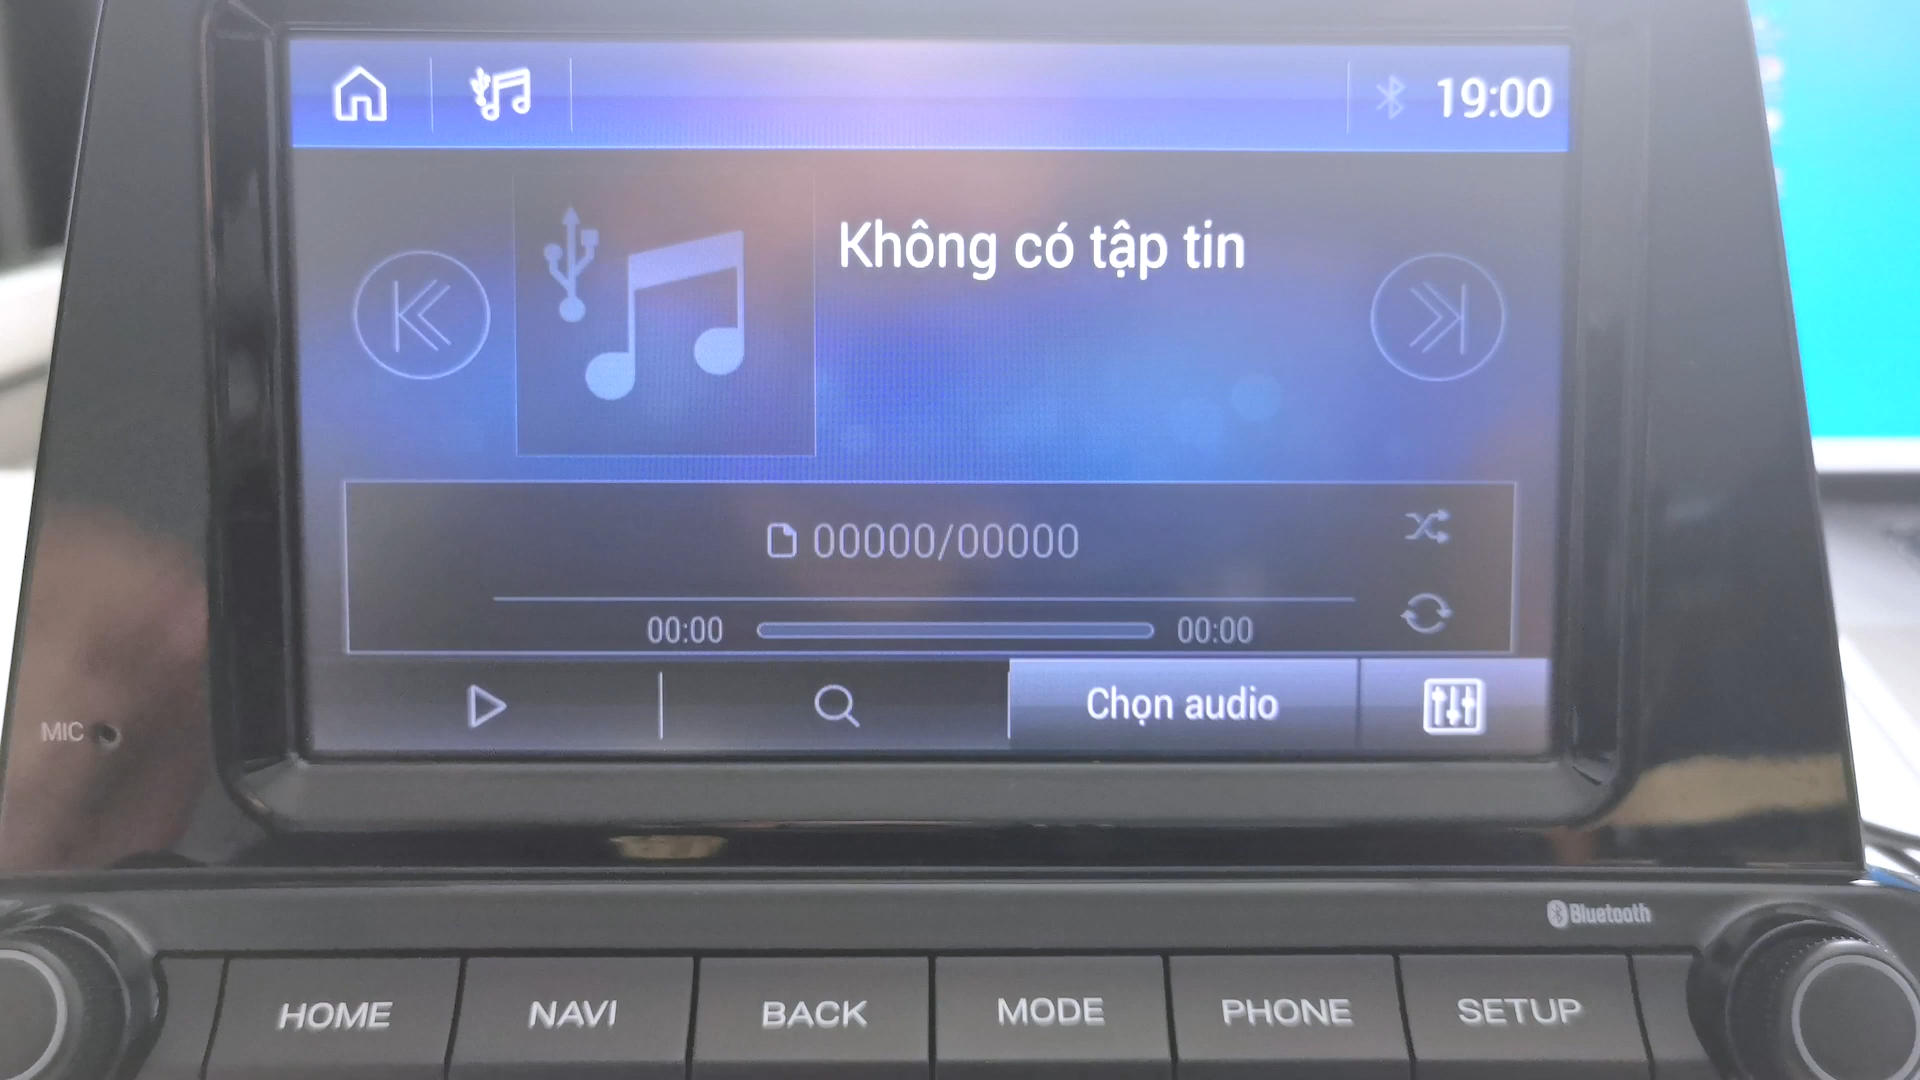 19:00
Không có tập tin
00000/00000
00:00 00:00
Chọn audio
MIC
Bluetooth
HOME NAVI BACK MODE PHONE SETUP